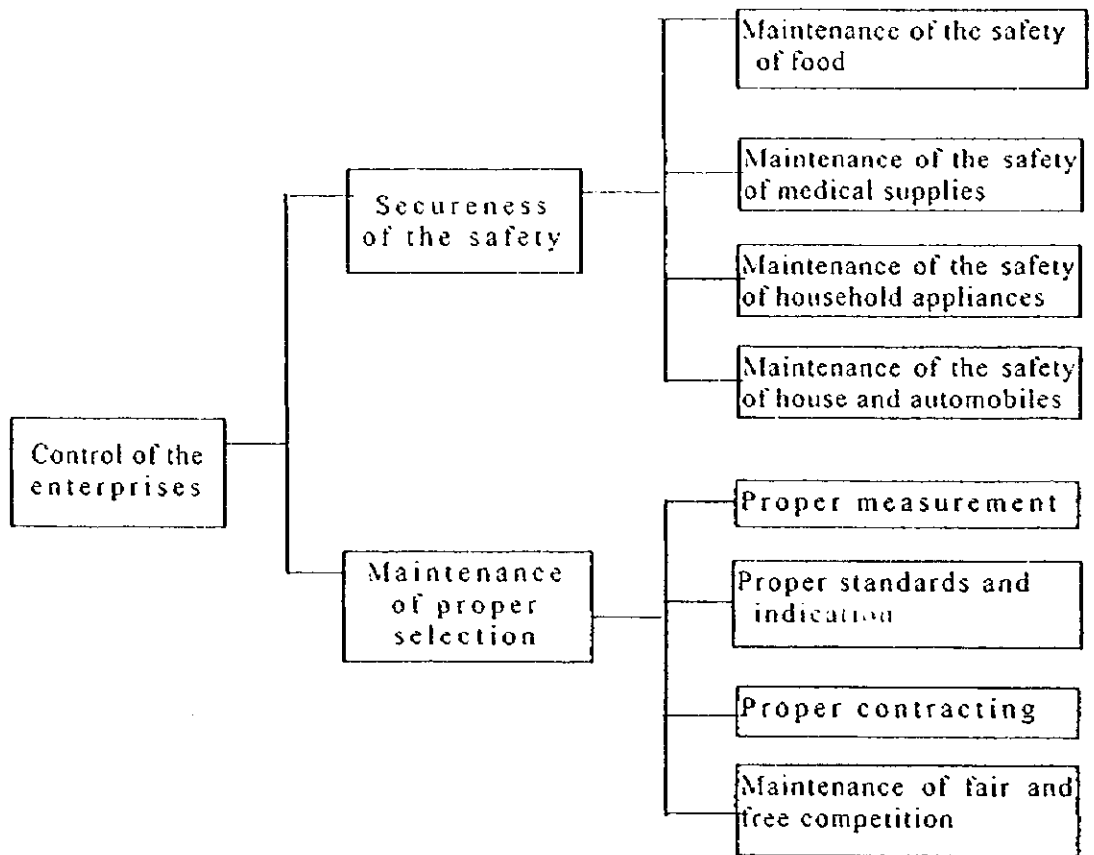 Control of the
enterprises
Secureness
of the safety
Maintenance of the safety
of food
Maintenance of the safety
of medical supplies
Maintenance of the safety
of household appliances
Maintenance of the safety
of house and automobiles
Maintenance
of proper
selection
Proper measurement
Proper standards and
indication
Proper contracting
Maintenance of fair and
free competition